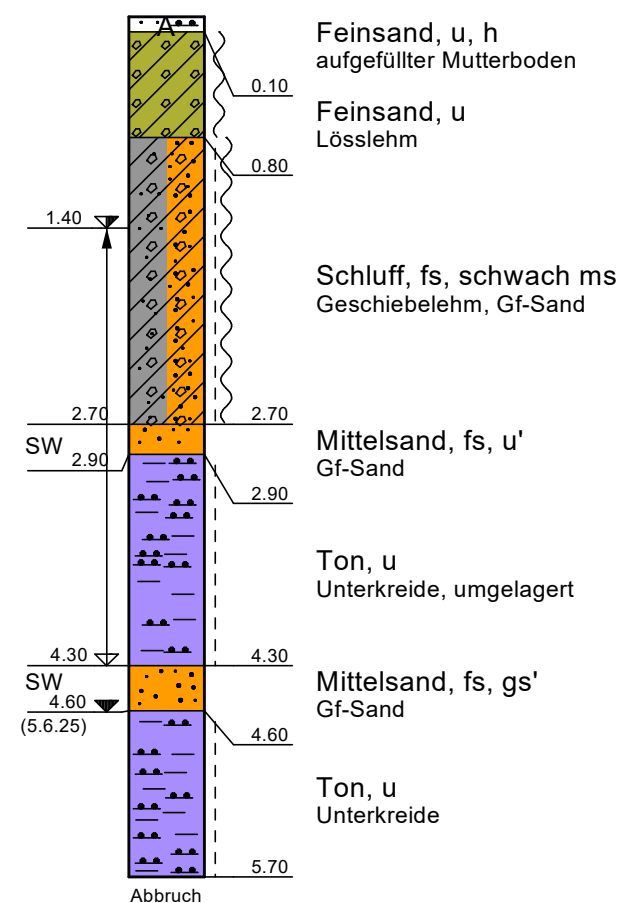 A
Feinsand, u, h
aufgefüllter Mutterboden
0.10
Feinsand, u
Lösslehm
0.80
1.40
Schluff, fs, schwach ms
Geschiebelehm, Gf-Sand
2.70
2.70
SW
Mittelsand, fs, u'
Gf-Sand
2.90
2.90
Ton, u
Unterkreide, umgelagert
4.30
4.30
SW
Mittelsand, fs, gs'
Gf-Sand
4.60
(5.6.25)
4.60
Ton, u
Unterkreide
5.70
Abbruch